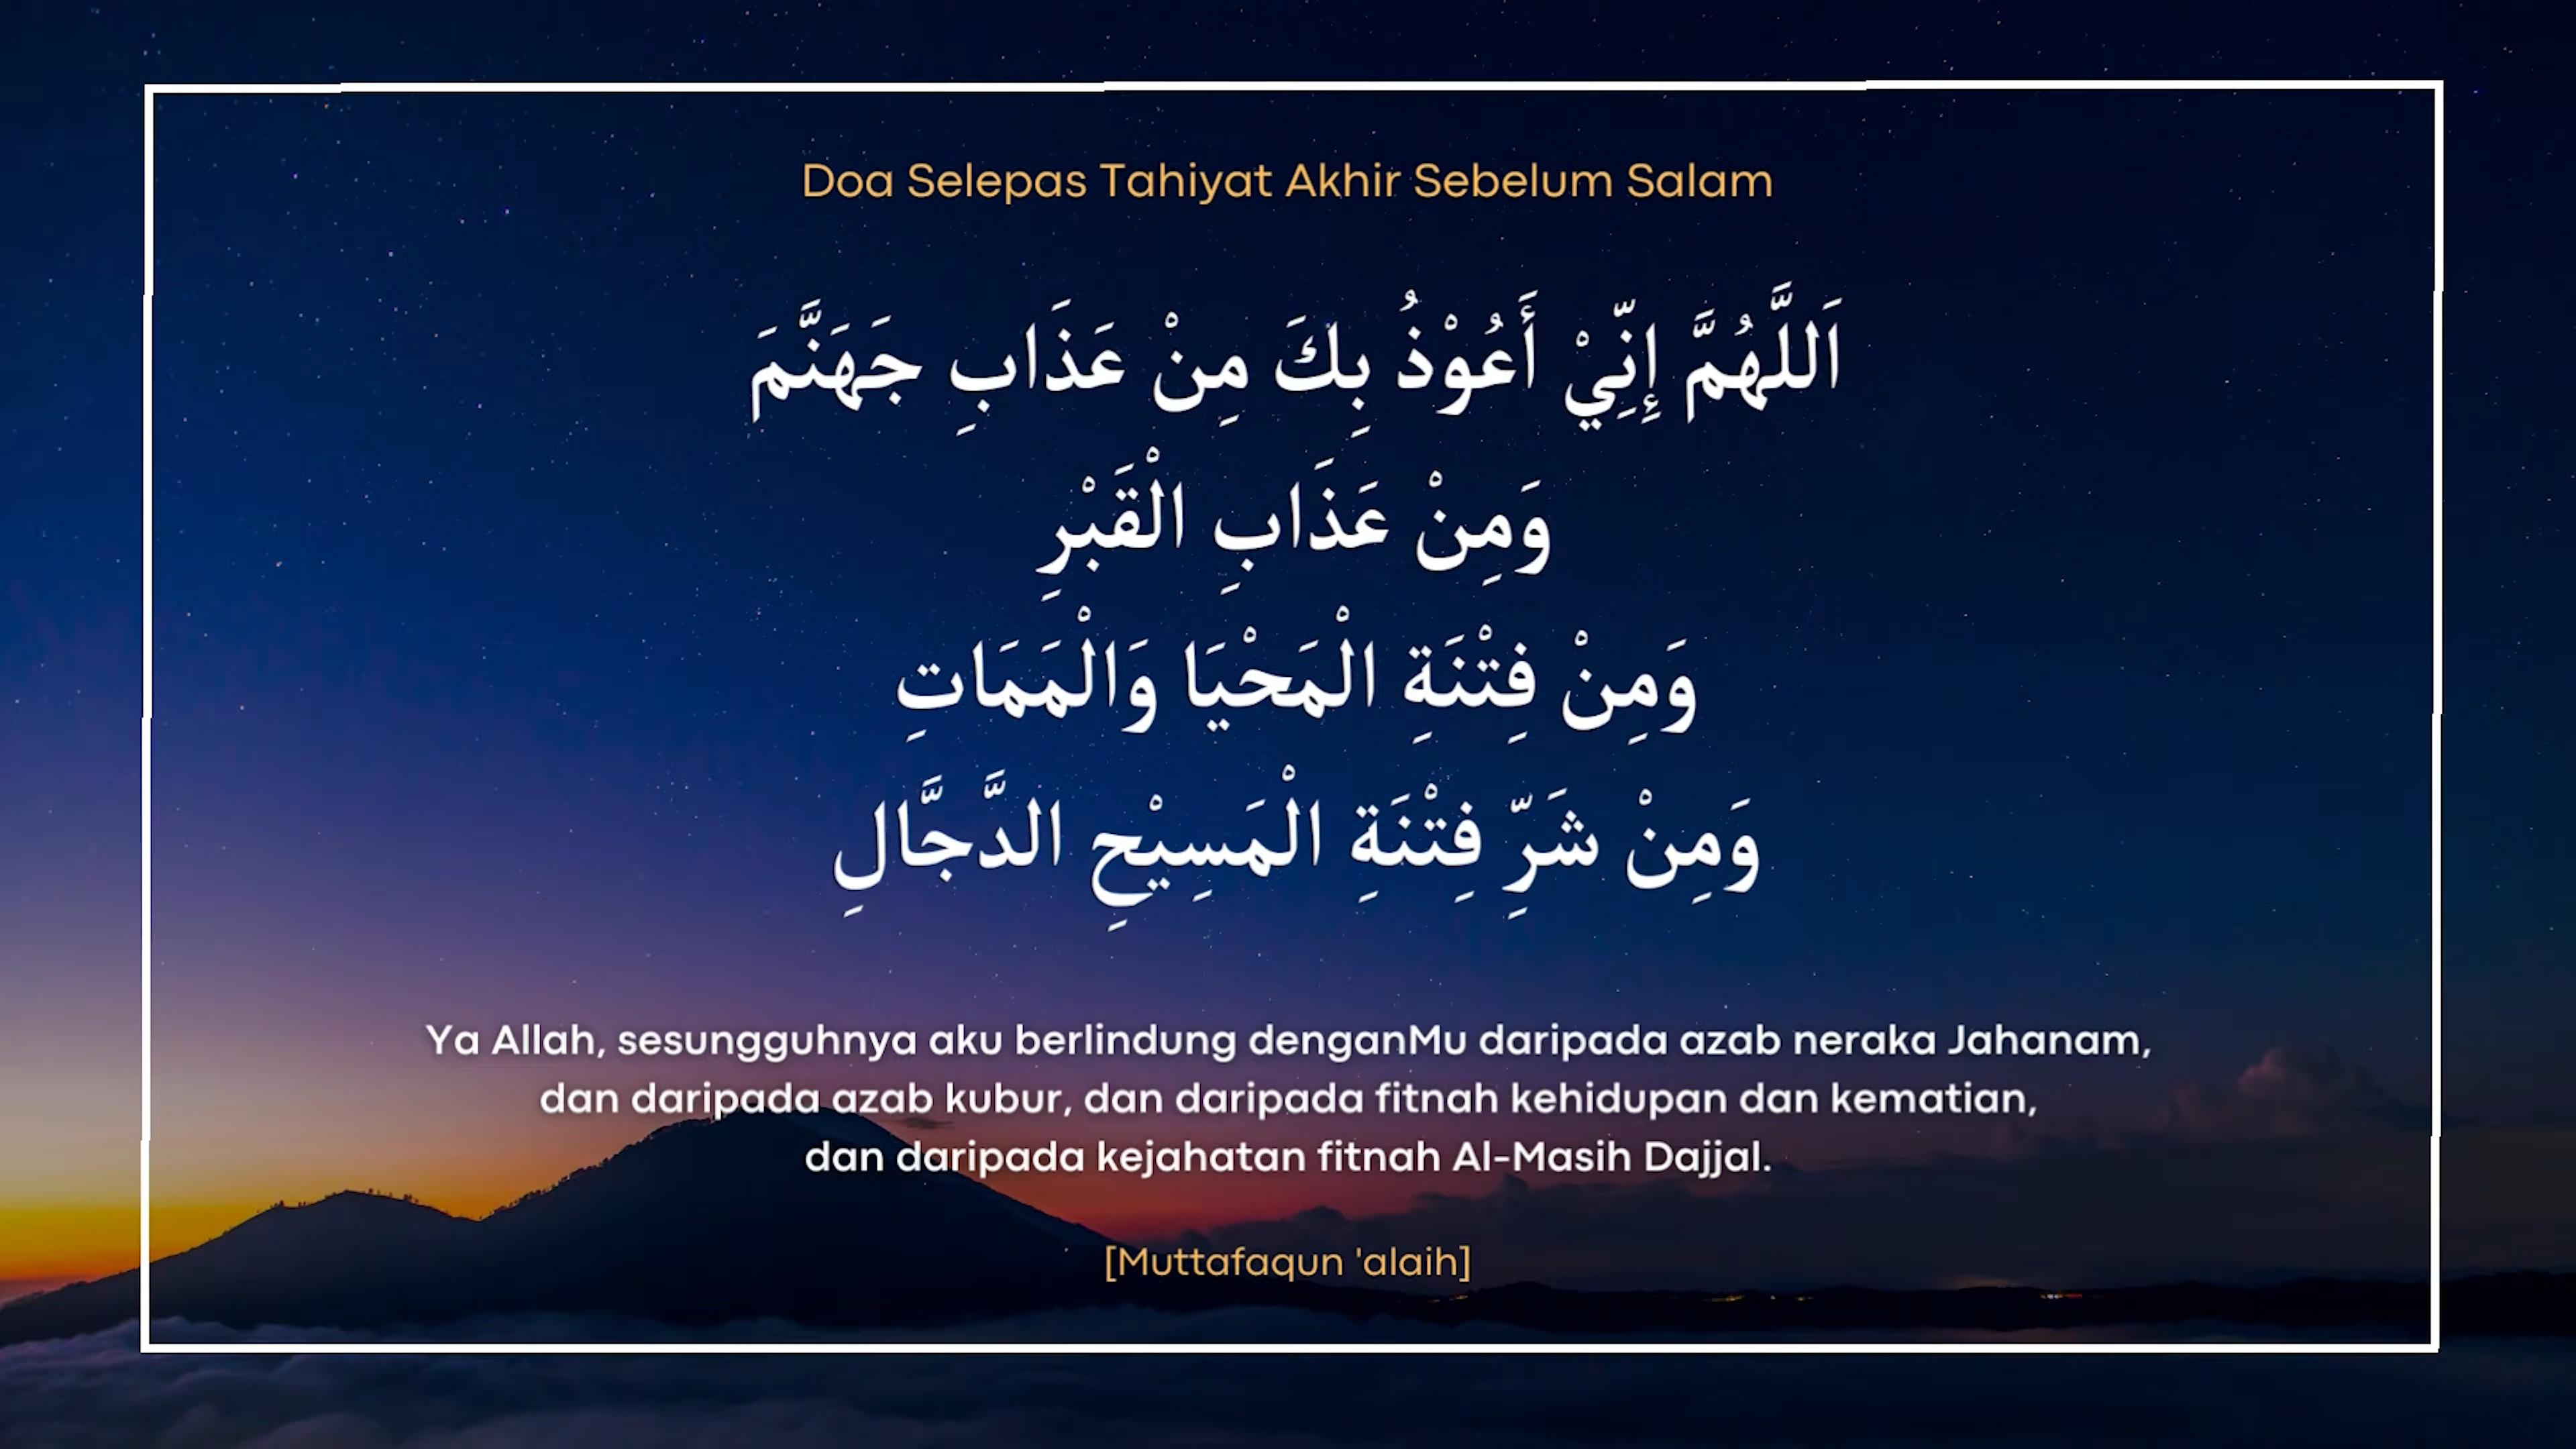 Doa Selepas Tahiyat Akhir Sebelum Salam
اَللَّهُمَّ إِنِّيْ أَعُوْذُ بِكَ مِنْ عَذَابِ جَهَنَّمَ
وَمِنْ عَذَابِ الْقَبْرِ
وَمِنْ فِتْنَةِ الْمَحْيَا وَالْمَمَاتِ
وَمِنْ شَرِّ فِتْنَةِ الْمَسِيْحِ الدَّجَّالِ
Ya Allah, sesungguhnya aku berlindung denganMu daripada azab neraka Jahanam,
dan daripada azab kubur, dan daripada fitnah kehidupan dan kematian,
dan daripada kejahatan fitnah Al-Masih Dajjal.
[Muttafaqun 'alaih]